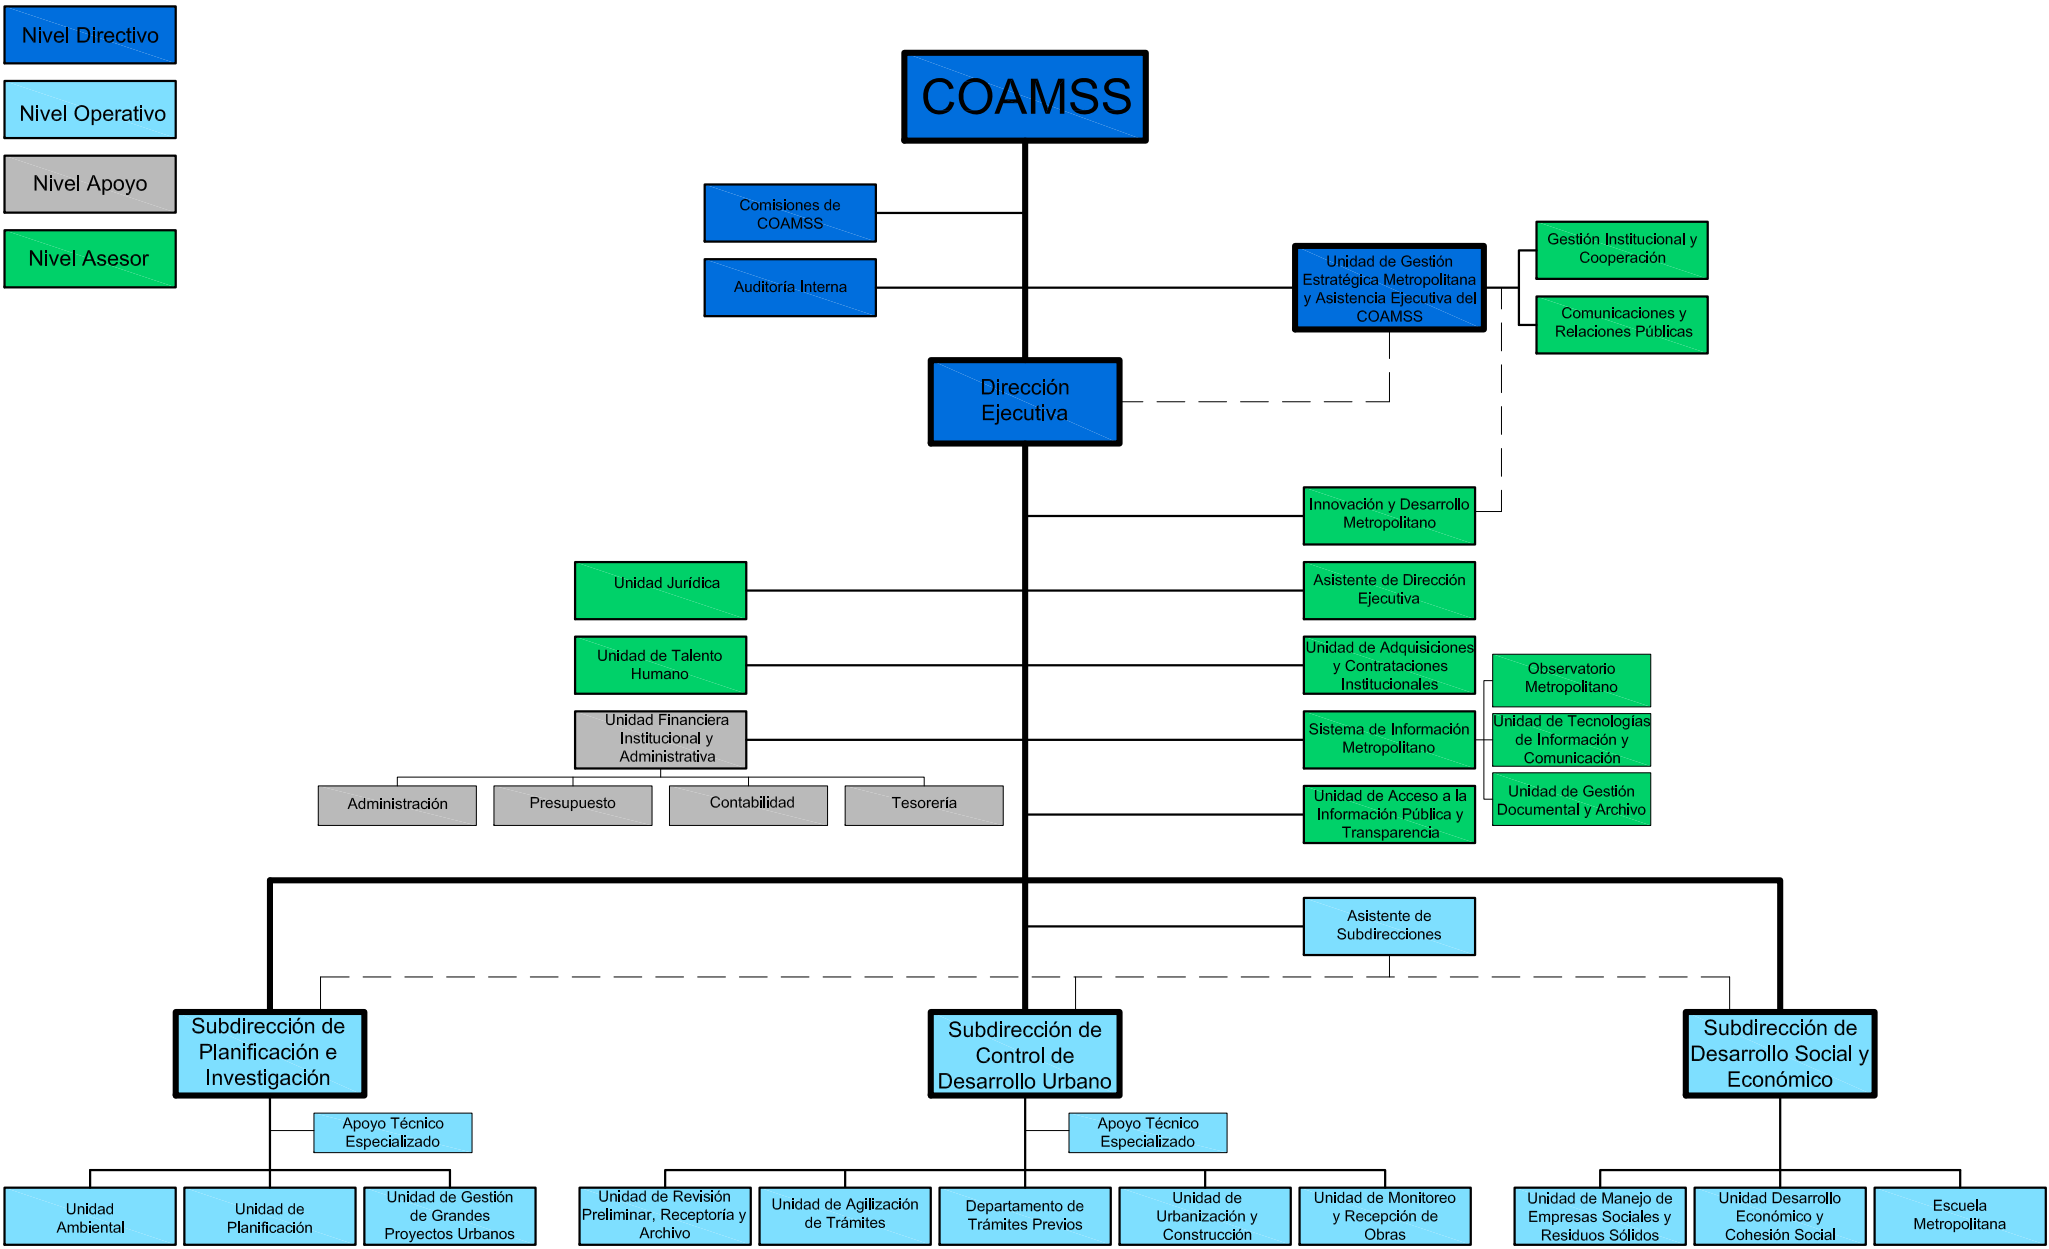 Nivel Directivo
Nivel Operativo
Nivel Apoyo
Nivel Asesor
COAMSS
Comisiones de
COAMSS
Auditoría Interna
Unidad de Gestión
Estratégica Metropolitana
y Asistencia Ejecutiva del
COAMSS
Gestión Institucional y
Cooperación
Comunicaciones y
Relaciones Públicas
Dirección
Ejecutiva
Innovación y Desarrollo
Metropolitano
Unidad Jurídica
Asistente de Dirección
Ejecutiva
Unidad de Talento
Humano
Unidad de Adquisiciones
y Contrataciones
Institucionales
Unidad Financiera
Institucional y
Administrativa
Sistema de Información
Metropolitano
Observatorio
Metropolitano
Unidad de Tecnologías
de Información y
Comunicación
Unidad de Gestión
Documental y Archivo
Administración
Presupuesto
Contabilidad
Tesorería
Unidad de Acceso a la
Información Pública y
Transparencia
Asistente de
Subdirecciones
Subdirección de
Planificación e
Investigación
Subdirección de
Control de
Desarrollo Urbano
Subdirección de
Desarrollo Social y
Económico
Apoyo Técnico
Especializado
Apoyo Técnico
Especializado
Unidad
Ambiental
Unidad de
Planificación
Unidad de Gestión
de Grandes
Proyectos Urbanos
Unidad de Revisión
Preliminar, Receptoría y
Archivo
Unidad de Agilización
de Trámites
Departamento de
Trámites Previos
Unidad de
Urbanización y
Construcción
Unidad de Monitoreo
y Recepción de
Obras
Unidad de Manejo de
Empresas Sociales y
Residuos Sólidos
Unidad Desarrollo
Económico y
Cohesión Social
Escuela
Metropolitana